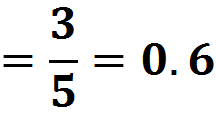 = 3/5 = 0.6